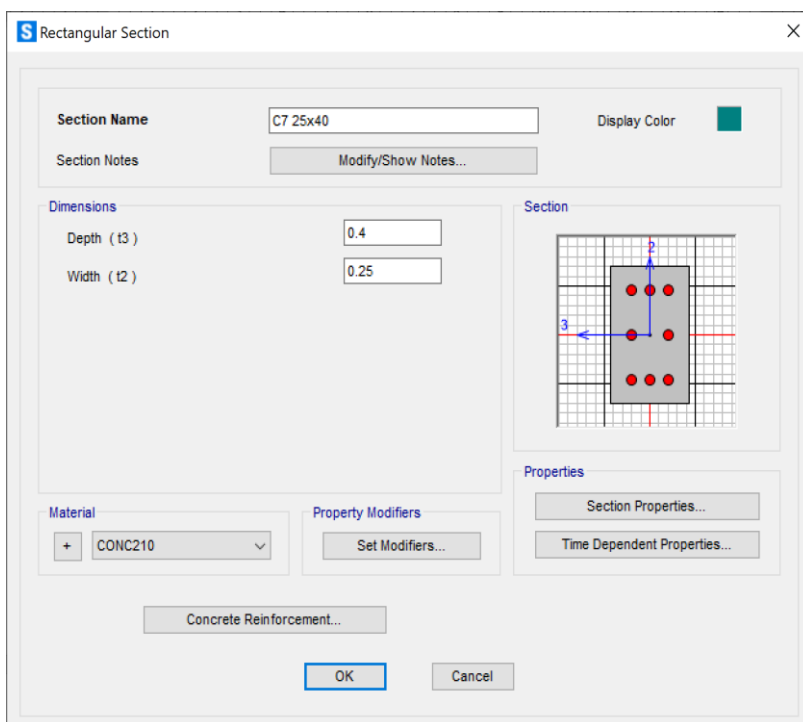 S Rectangular Section
Section Name C7 25x40 Display Color
Section Notes Modify/Show Notes...
Dimensions
Depth ( t3 ) 0.4
Width ( t2 ) 0.25
Section
2
3
Properties
Section Properties...
Time Dependent Properties...
Material
+ CONC210
Property Modifiers
Set Modifiers...
Concrete Reinforcement...
OK Cancel